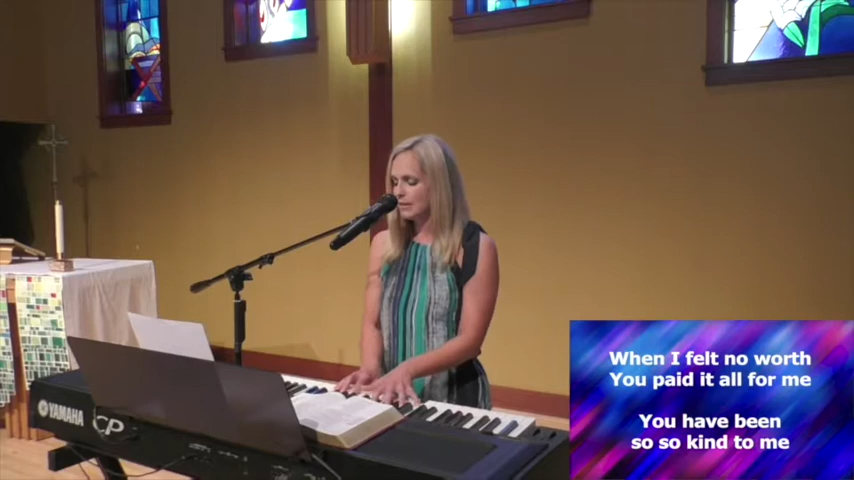 YAMAHA
CP
When I felt no worth
You paid it all for me
You have been
so so kind to me